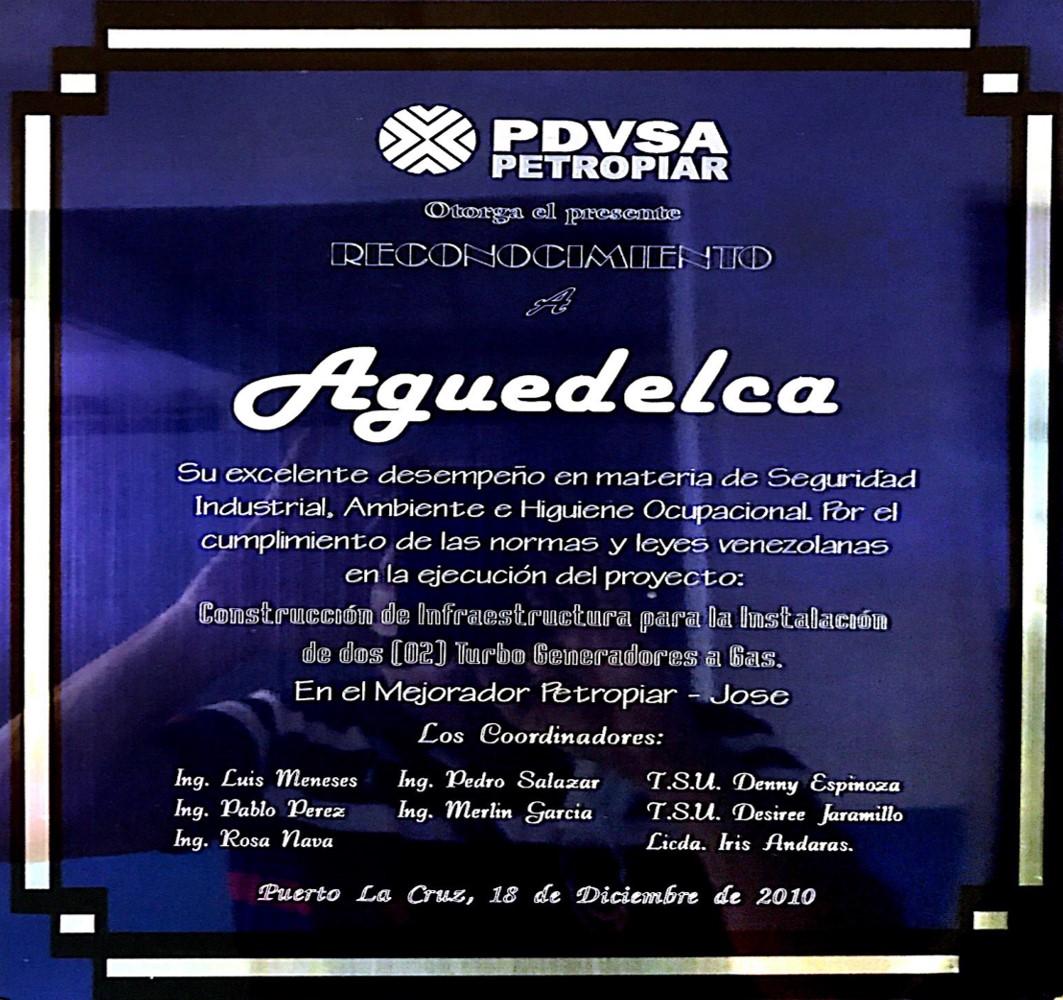 PDVSA
PETROPIAR
Otorga el presente
RECONOCIMIENTO
A
Aguedelca
Su excelente desempeño en materia de Seguridad
Industrial, Ambiente e Higuiene Ocupacional. Por el
cumplimiento de las normas y leyes venezolanas
en la ejecución del proyecto:
Construcción de Infraestructura para la Instalación
de dos (02) Turbo Generadores a Gas.
En el Mejorador Petropiar - Jose
Los Coordinadores:
Ing. Luis Meneses Ing. Pedro Salazar T.S.U. Denny Espinoza
Ing. Pablo Perez Ing. Merlin Garcia T.S.U. Desiree Jaramillo
Ing. Rosa Nava Licda. Iris Andaras.
Puerto La Cruz, 18 de Diciembre de 2010